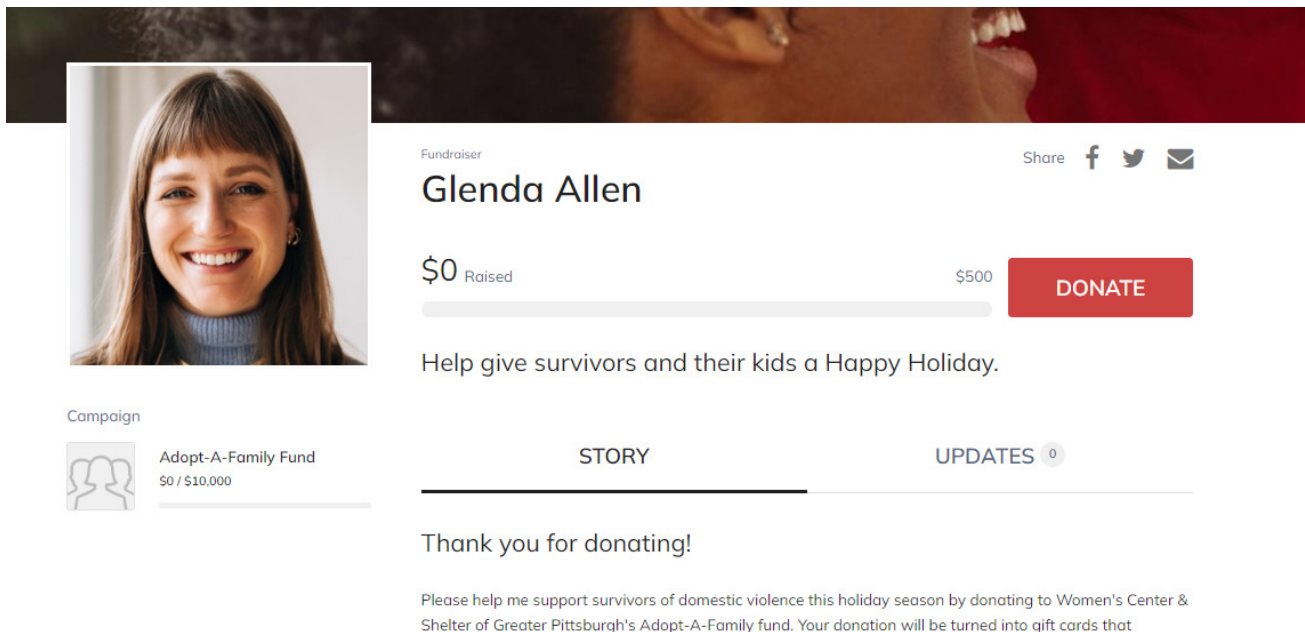 Fundraiser
Share
Glenda Allen
$0 Raised
$500
DONATE
Help give survivors and their kids a Happy Holiday.
Campaign
Adopt-A-Family Fund
$0 / $10,000
STORY
UPDATES 0
Thank you for donating!
Please help me support survivors of domestic violence this holiday season by donating to Women's Center &
Shelter of Greater Pittsburgh's Adopt-A-Family fund. Your donation will be turned into gift cards that